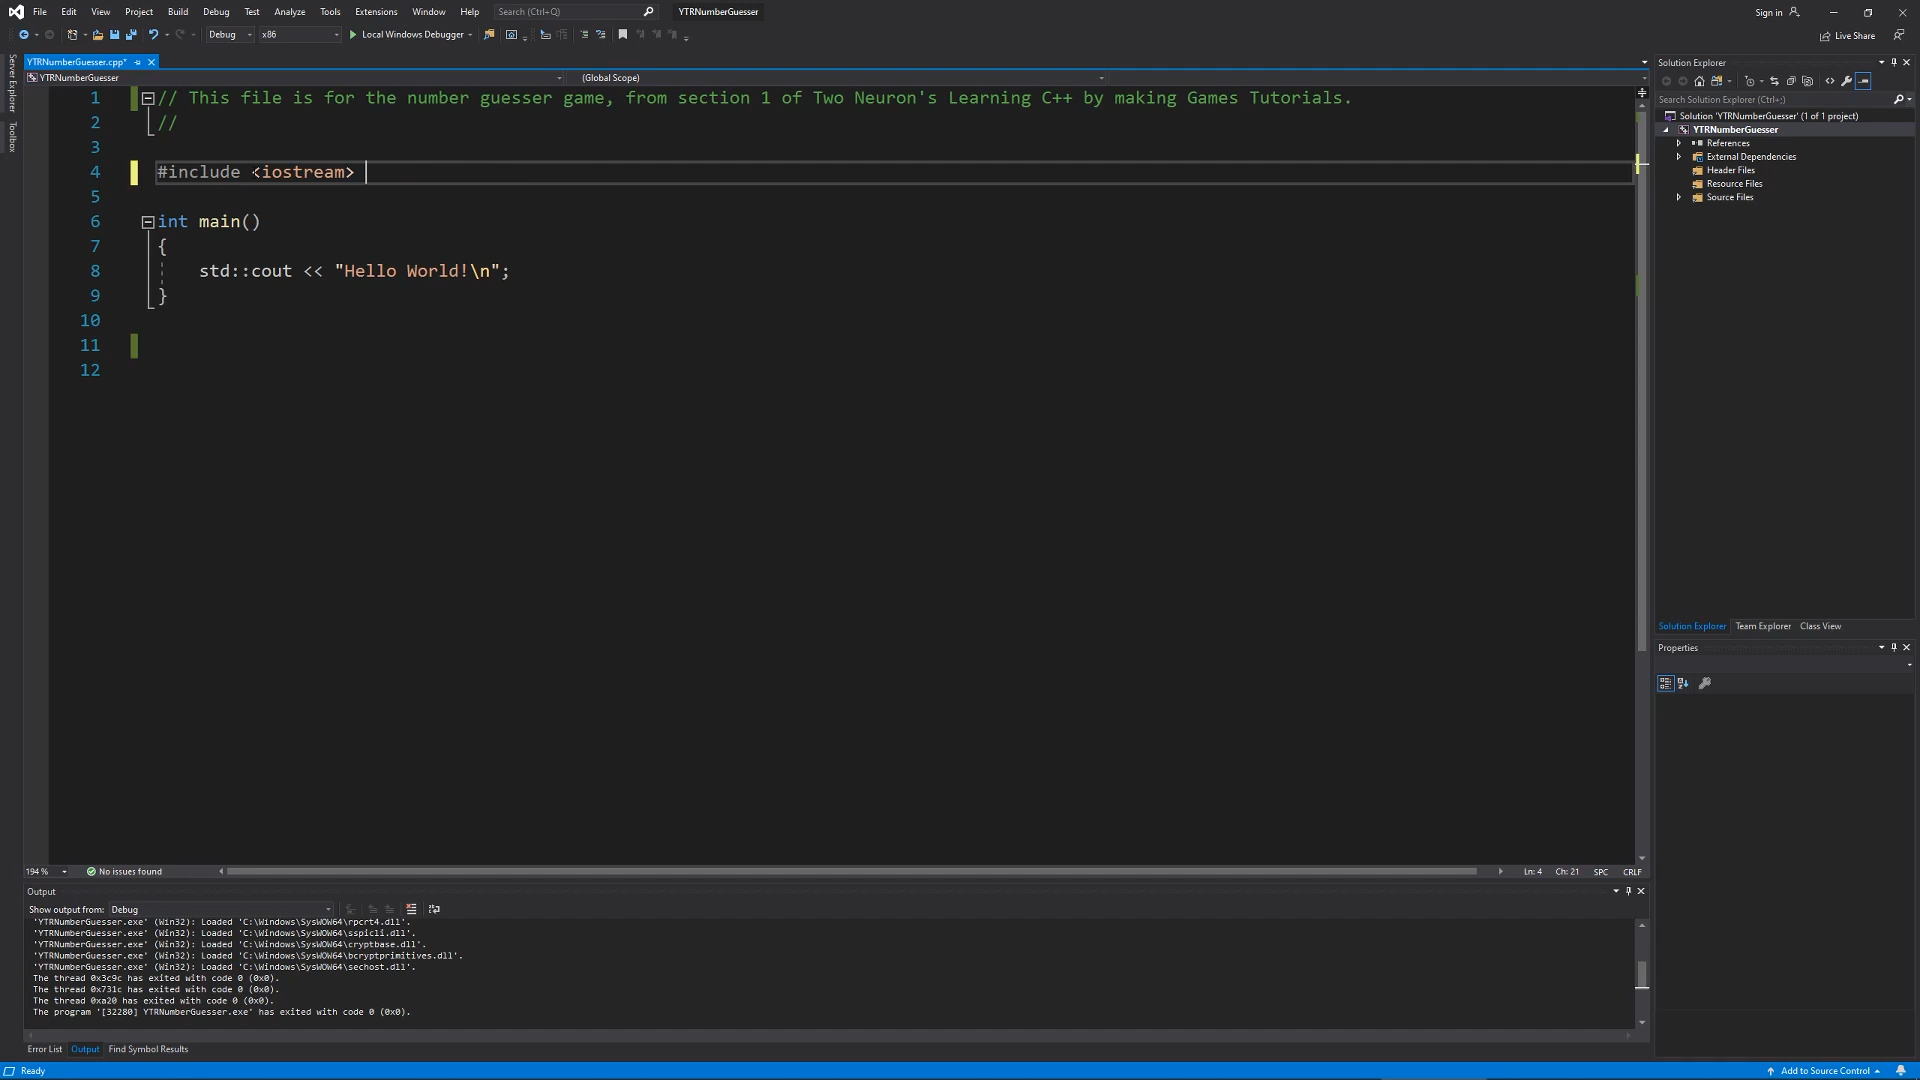 File Edit View Project Build Debug Test Analyze Tools Extensions Window Help Search (Ctrl+Q) YTRNumberGuesser Sign in
Debug x86 Local Windows Debugger Live Share
Server Explorer
Toolbox
YTRNumberGuesser.cpp*
YTRNumberGuesser (Global Scope)
1 // This file is for the number guesser game, from section 1 of Two Neuron's Learning C++ by making Games Tutorials.
2 //
3
4 #include <iostream>
5
6 int main()
7 {
8 std::cout << "Hello World!\n";
9 }
10
11
12
194 % No issues found Ln: 4 Ch: 21 SPC CRLF
Output
Show output from: Debug
'YTRNumberGuesser.exe' (Win32): Loaded 'C:\Windows\SysWOW64\rpcrt4.dll'.
'YTRNumberGuesser.exe' (Win32): Loaded 'C:\Windows\SysWOW64\sspicli.dll'.
'YTRNumberGuesser.exe' (Win32): Loaded 'C:\Windows\SysWOW64\cryptbase.dll'.
'YTRNumberGuesser.exe' (Win32): Loaded 'C:\Windows\SysWOW64\bcryptprimitives.dll'.
'YTRNumberGuesser.exe' (Win32): Loaded 'C:\Windows\SysWOW64\sechost.dll'.
The thread 0x3c9c has exited with code 0 (0x0).
The thread 0x731c has exited with code 0 (0x0).
The thread 0xa20 has exited with code 0 (0x0).
The program '[32280] YTRNumberGuesser.exe' has exited with code 0 (0x0).
Error List Output Find Symbol Results
Solution Explorer
Search Solution Explorer (Ctrl+;)
Solution 'YTRNumberGuesser' (1 of 1 project)
YTRNumberGuesser
References
External Dependencies
Header Files
Resource Files
Source Files
Solution Explorer Team Explorer Class View
Properties
Ready Add to Source Control